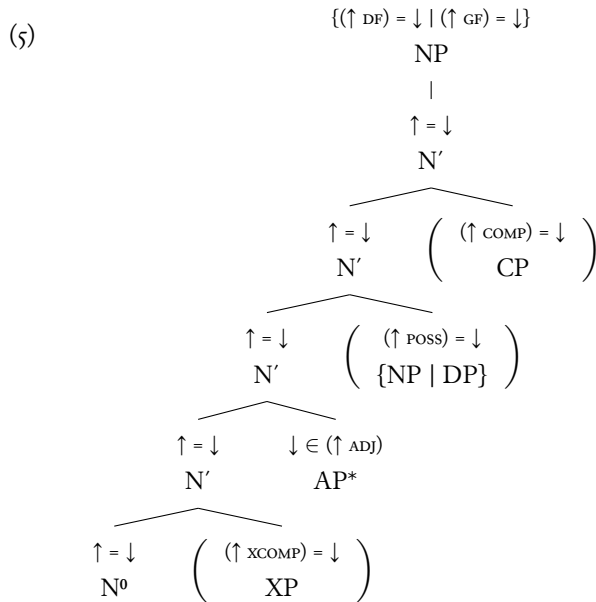 (5)
{(↑ DF) = ↓ | (↑ GF) = ↓}
NP
↑ = ↓
N′
↑ = ↓ ( (↑ COMP) = ↓ )
N′ CP
↑ = ↓ ( (↑ POSS) = ↓ )
N′ {NP | DP}
↑ = ↓ ↓ ∈ (↑ ADJ)
N′ AP*
↑ = ↓ ( (↑ XCOMP) = ↓ )
N⁰ XP